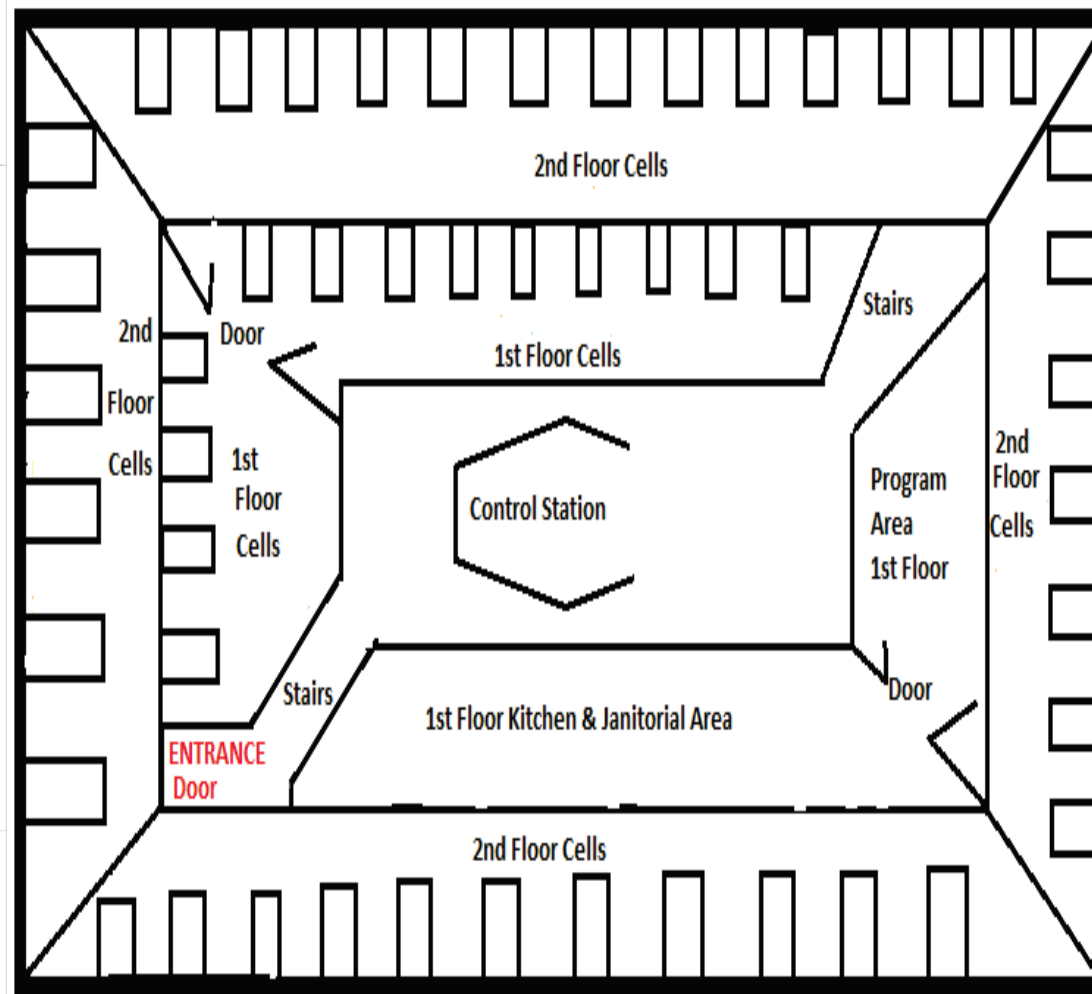 2nd Floor Cells
Stairs
Door
2nd
Floor
Cells
1st Floor Cells
1st
Floor
Cells
Control Station
Program
Area
1st Floor
2nd
Floor
Cells
Stairs
Door
1st Floor Kitchen & Janitorial Area
ENTRANCE
Door
2nd Floor Cells